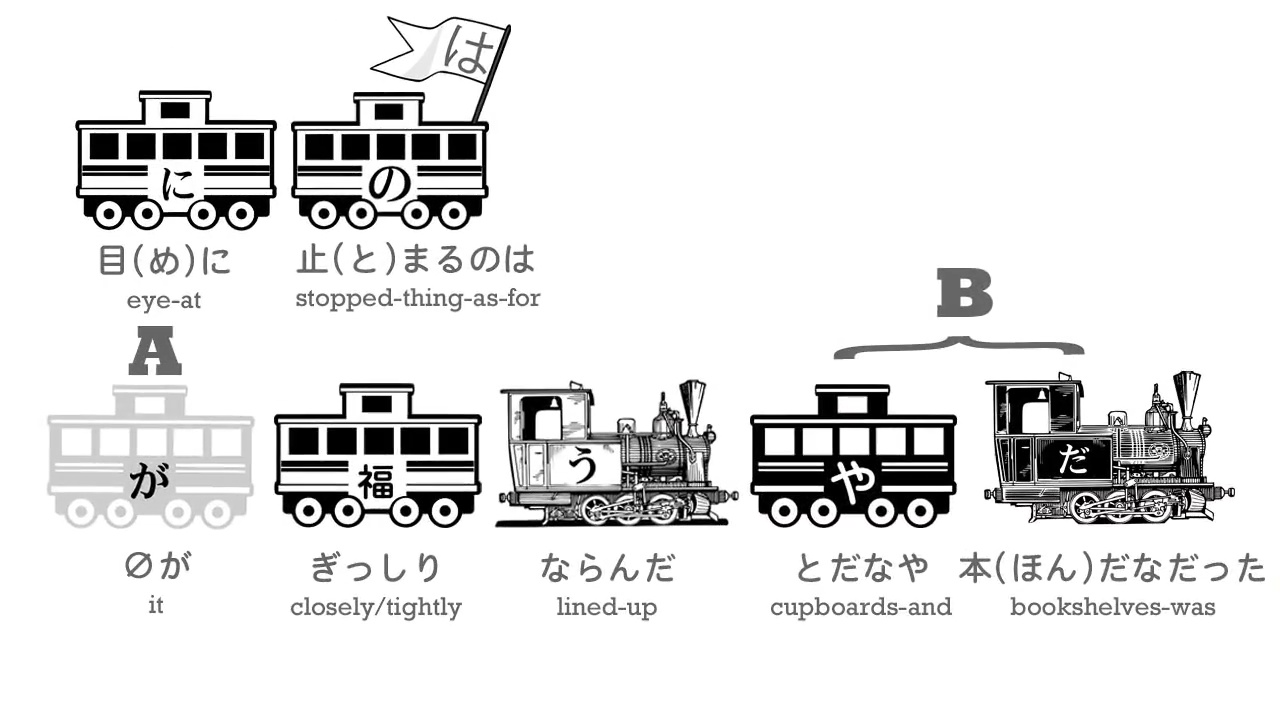 は
に の
目(め)に 止(と)まるのは
eye-at stopped-thing-as-for
A B
が 福 う や だ
∅が ぎっしり ならんだ とだなや 本(ほん)だなだった
it closely/tightly lined-up cupboards-and bookshelves-was